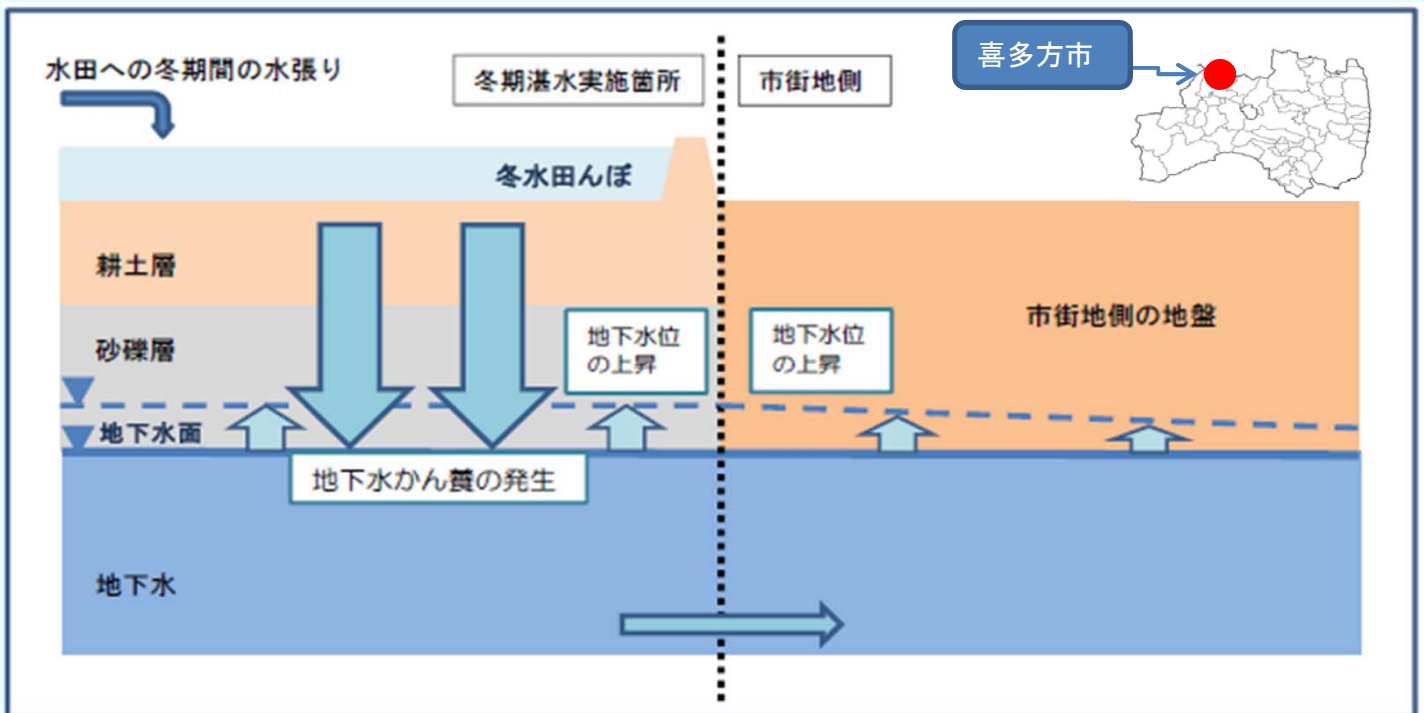 水田への冬期間の水張り
冬期湛水実施箇所
市街地側
喜多方市
冬水田んぼ
耕土層
砂礫層
地下水位
の上昇
地下水位
の上昇
市街地側の地盤
地下水面
地下水かん養の発生
地下水